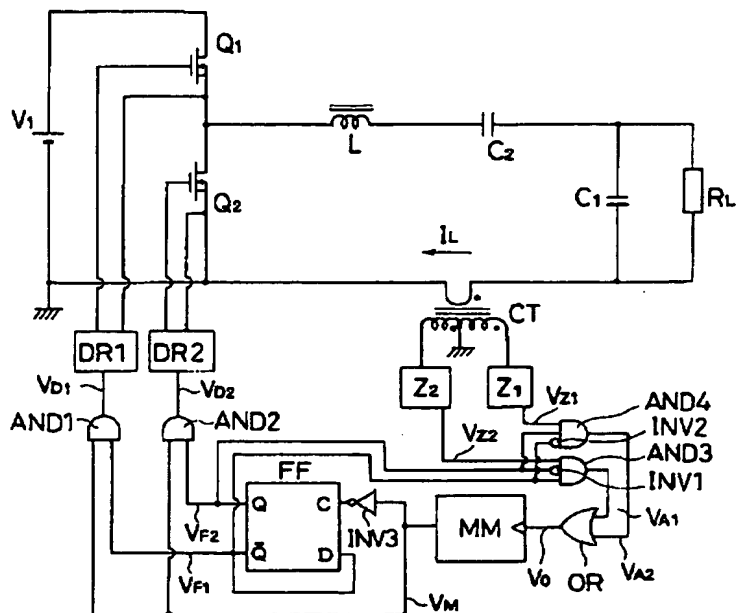 Q1
V1
L
C2
Q2
C1
RL
IL
CT
DR1
DR2
Z2
Z1
VD1
VD2
VZ1
AND4
AND1
AND2
VZ2
INV2
AND3
FF
INV1
Q
C
VF2
INV3
MM
VA1
Q̅
D
VF1
VO
OR
VA2
VM